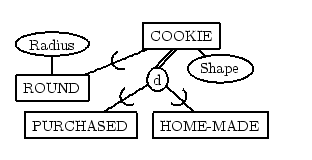 COOKIE
Radius
Shape
d
ROUND
PURCHASED
HOME-MADE